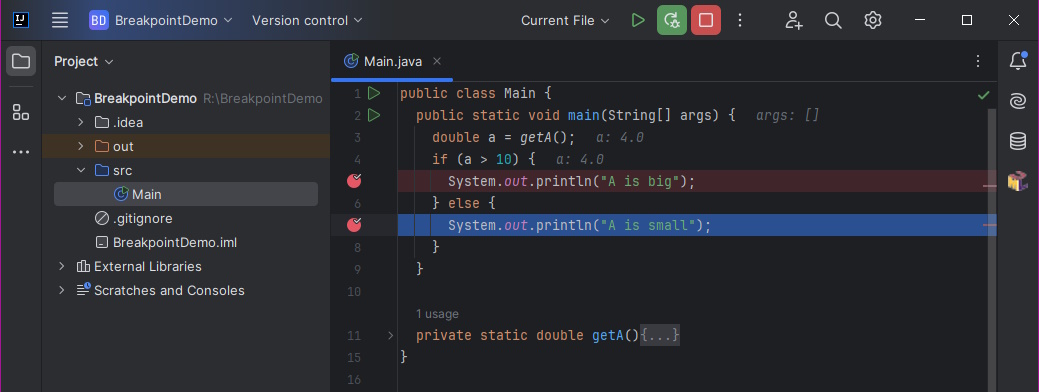 IJ BD BreakpointDemo Version control Current File
Project
BreakpointDemo R:\BreakpointDemo
.idea
out
src
Main
.gitignore
BreakpointDemo.iml
External Libraries
Scratches and Consoles
Main.java
1 public class Main {
2 public static void main(String[] args) { args: []
3 double a = getA(); a: 4.0
4 if (a > 10) { a: 4.0
System.out.println("A is big");
6 } else {
System.out.println("A is small");
8 }
9 }
10
1 usage
11 private static double getA(){...}
15 }
16